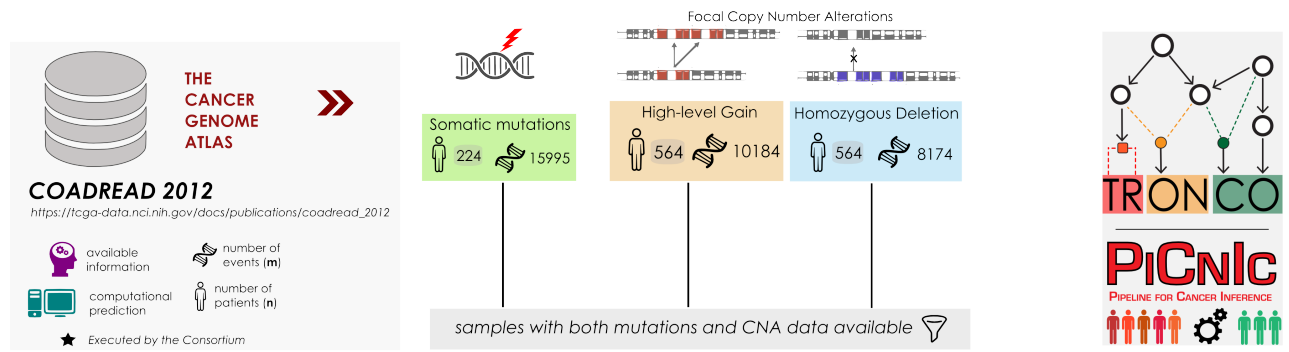 THE
CANCER
GENOME
ATLAS
COADREAD 2012
https://tcga-data.nci.nih.gov/docs/publications/coadread_2012
available
information
number of
events (m)
computational
prediction
number of
patients (n)
Executed by the Consortium
Focal Copy Number Alterations
Somatic mutations
224 15995
High-level Gain
564 10184
Homozygous Deletion
564 8174
samples with both mutations and CNA data available
TRONCO
PiCnIc
PIPELINE FOR CANCER INFERENCE